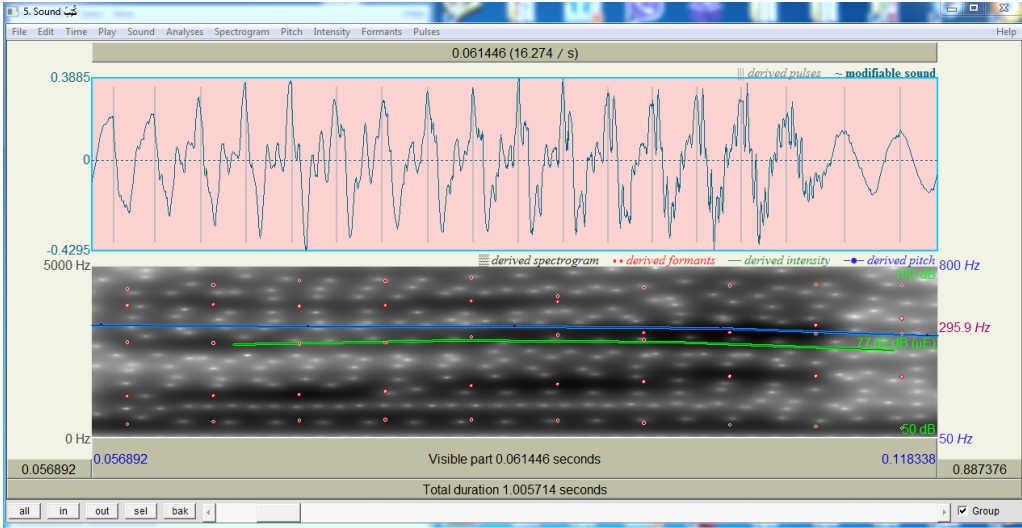 5. Sound كُتِبَ
File Edit Time Play Sound Analyses Spectrogram Pitch Intensity Formants Pulses Help
0.061446 (16.274 / s)
derived pulses ~ modifiable sound
0.3885
0
-0.4295
derived spectrogram derived formants derived intensity derived pitch
5000 Hz
0 Hz
100 dB
77.02 dB (µE)
50 dB
800 Hz
295.9 Hz
50 Hz
0.056892 Visible part 0.061446 seconds 0.118338
0.056892 0.887376
Total duration 1.005714 seconds
all in out sel bak Group